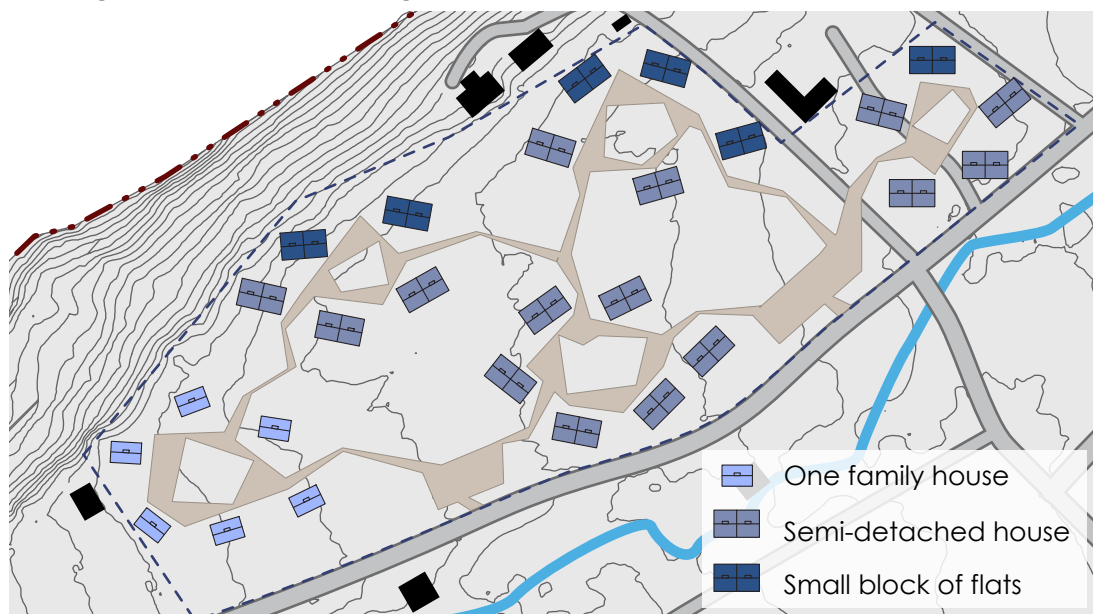 One family house
Semi-detached house
Small block of flats